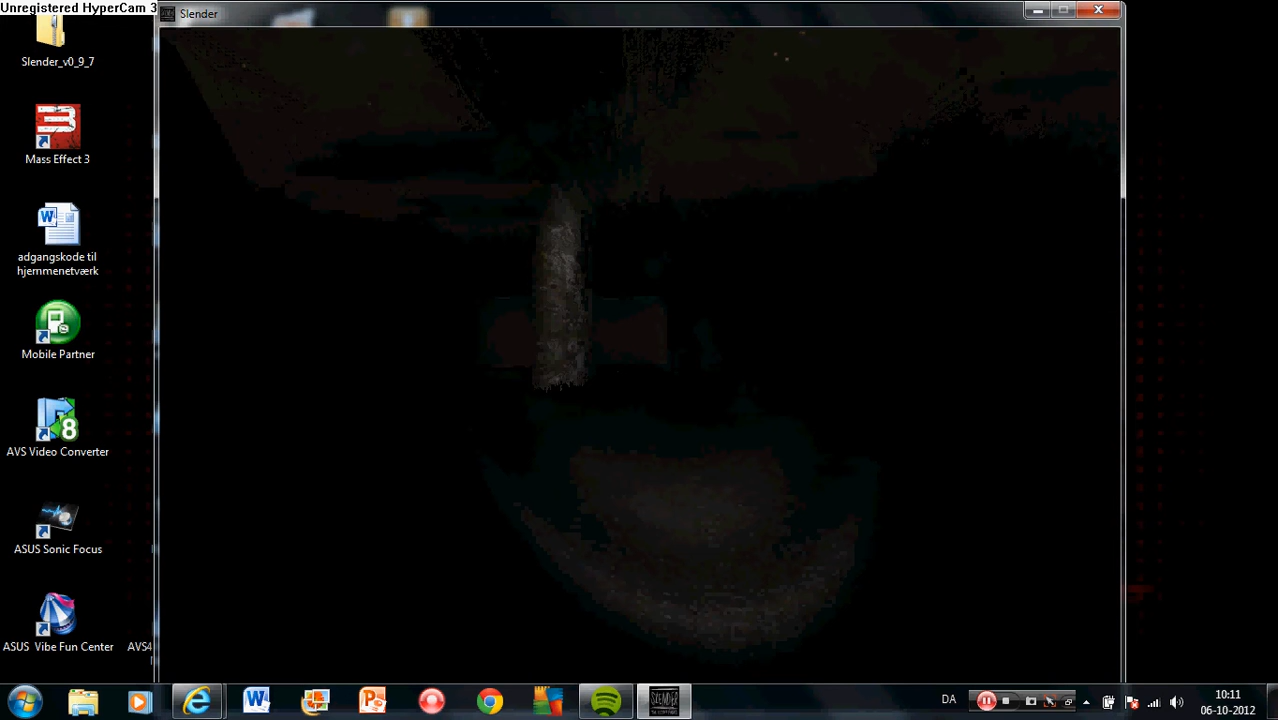 Unregistered HyperCam 3
Slender
Slender_v0_9_7
Mass Effect 3
adgangskode til
hjemmenetværk
Mobile Partner
AVS Video Converter
ASUS Sonic Focus
ASUS Vibe Fun Center
AVS4
DA
SLENDER
10:11
06-10-2012